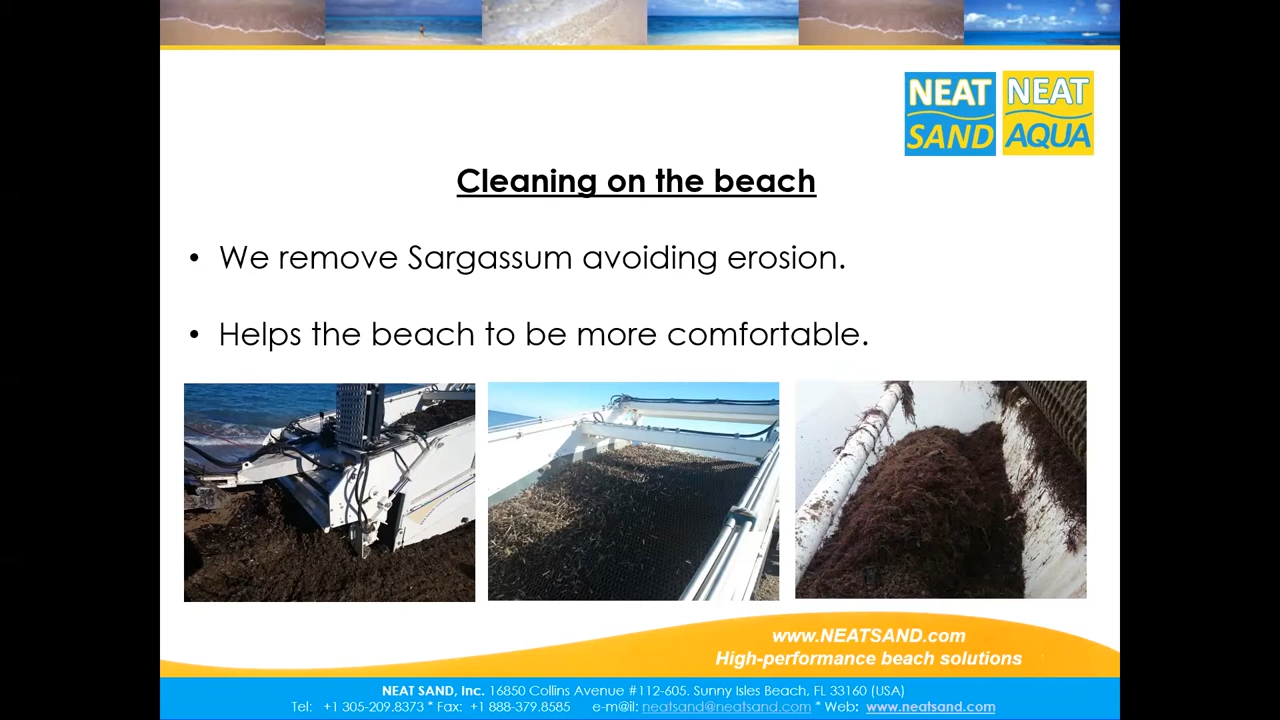 NEAT SAND
NEAT AQUA
Cleaning on the beach
• We remove Sargassum avoiding erosion.
• Helps the beach to be more comfortable.
www.NEATSAND.com
High-performance beach solutions
NEAT SAND, Inc. 16850 Collins Avenue #112-605. Sunny Isles Beach, FL 33160 (USA)
Tel: +1 305-209.8373 * Fax: +1 888-379.8585 e-m@il: neatsand@neatsand.com * Web: www.neatsand.com